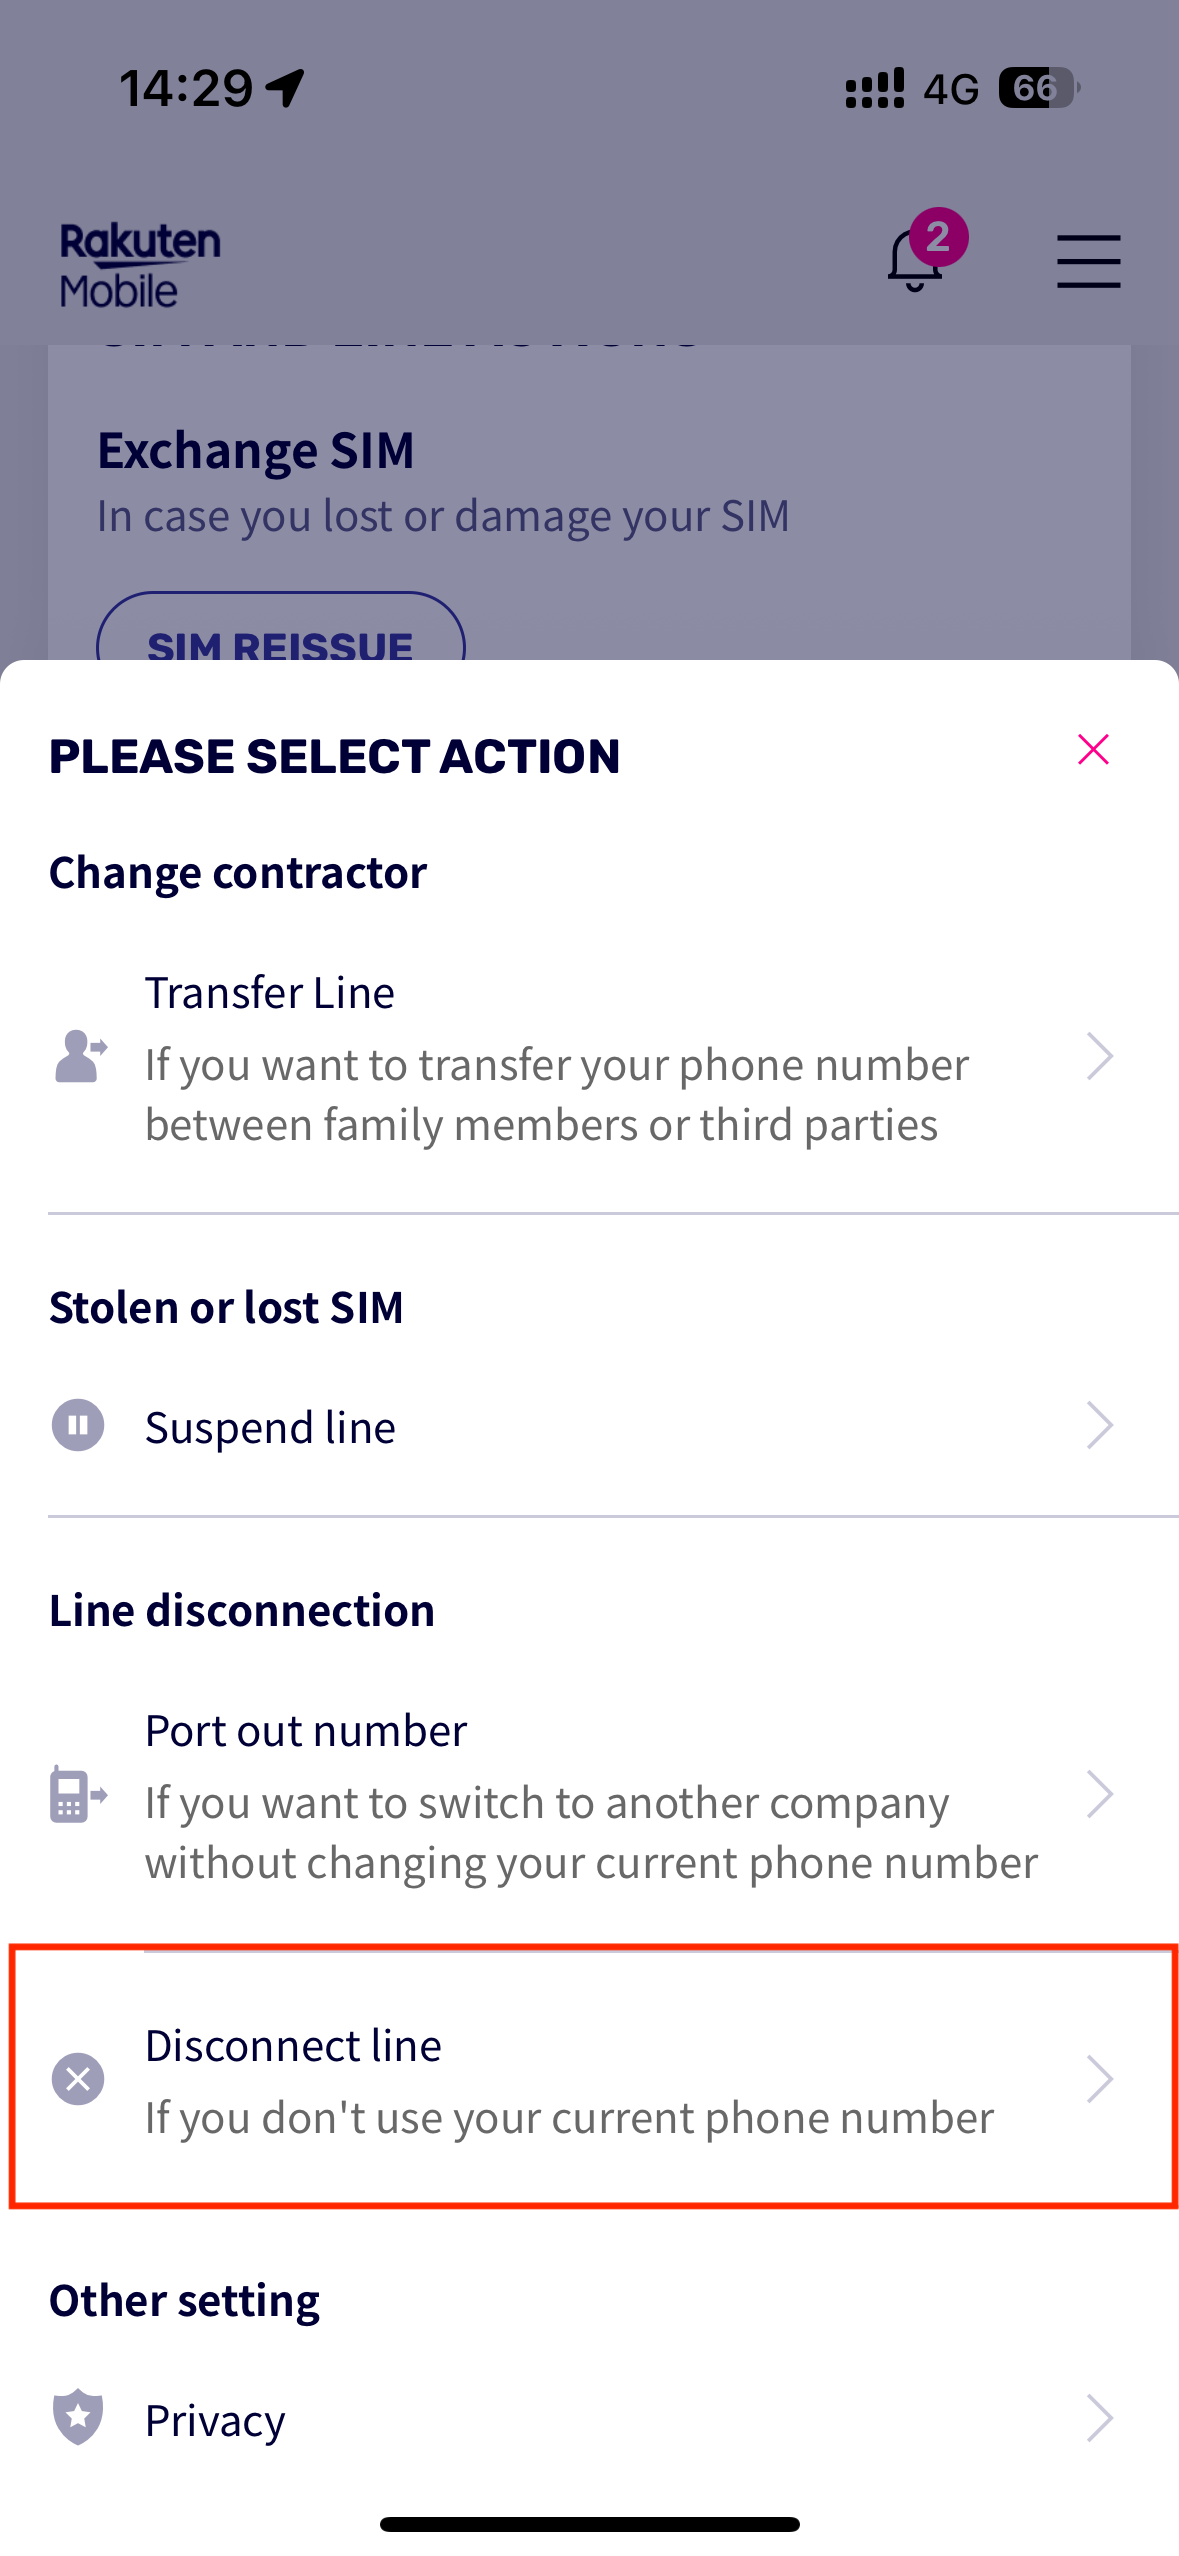 14:29
4G
66
Rakuten
Mobile
2
Exchange SIM
In case you lost or damage your SIM
SIM REISSUE
PLEASE SELECT ACTION
Change contractor
Transfer Line
If you want to transfer your phone number
between family members or third parties
Stolen or lost SIM
Suspend line
Line disconnection
Port out number
If you want to switch to another company
without changing your current phone number
Disconnect line
If you don't use your current phone number
Other setting
Privacy